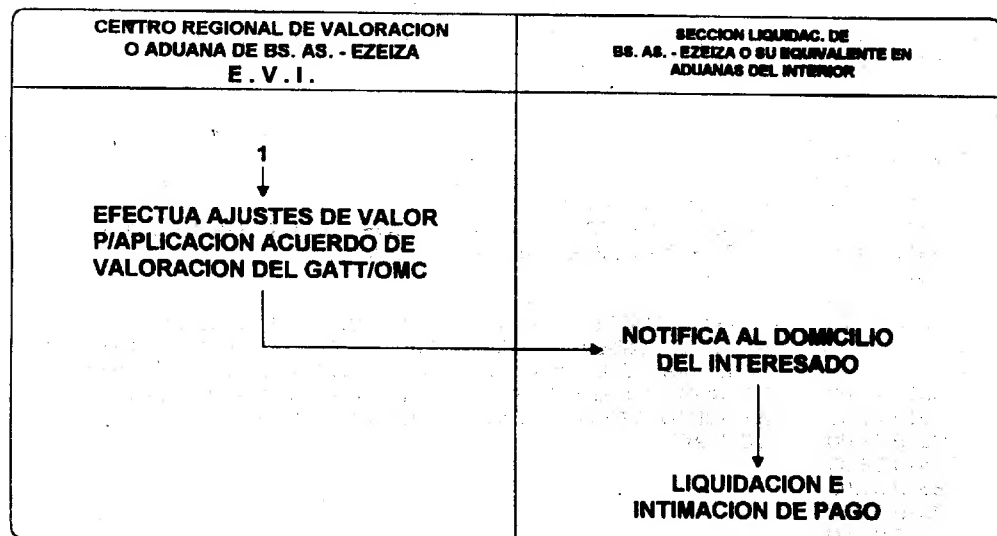 CENTRO REGIONAL DE VALORACION
O ADUANA DE BS. AS. - EZEIZA
E . V . I .
SECCION LIQUIDAC. DE
BS. AS. - EZEIZA O SU EQUIVALENTE EN
ADUANAS DEL INTERIOR
1
EFECTUA AJUSTES DE VALOR
P/APLICACION ACUERDO DE
VALORACION DEL GATT/OMC
NOTIFICA AL DOMICILIO
DEL INTERESADO
LIQUIDACION E
INTIMACION DE PAGO